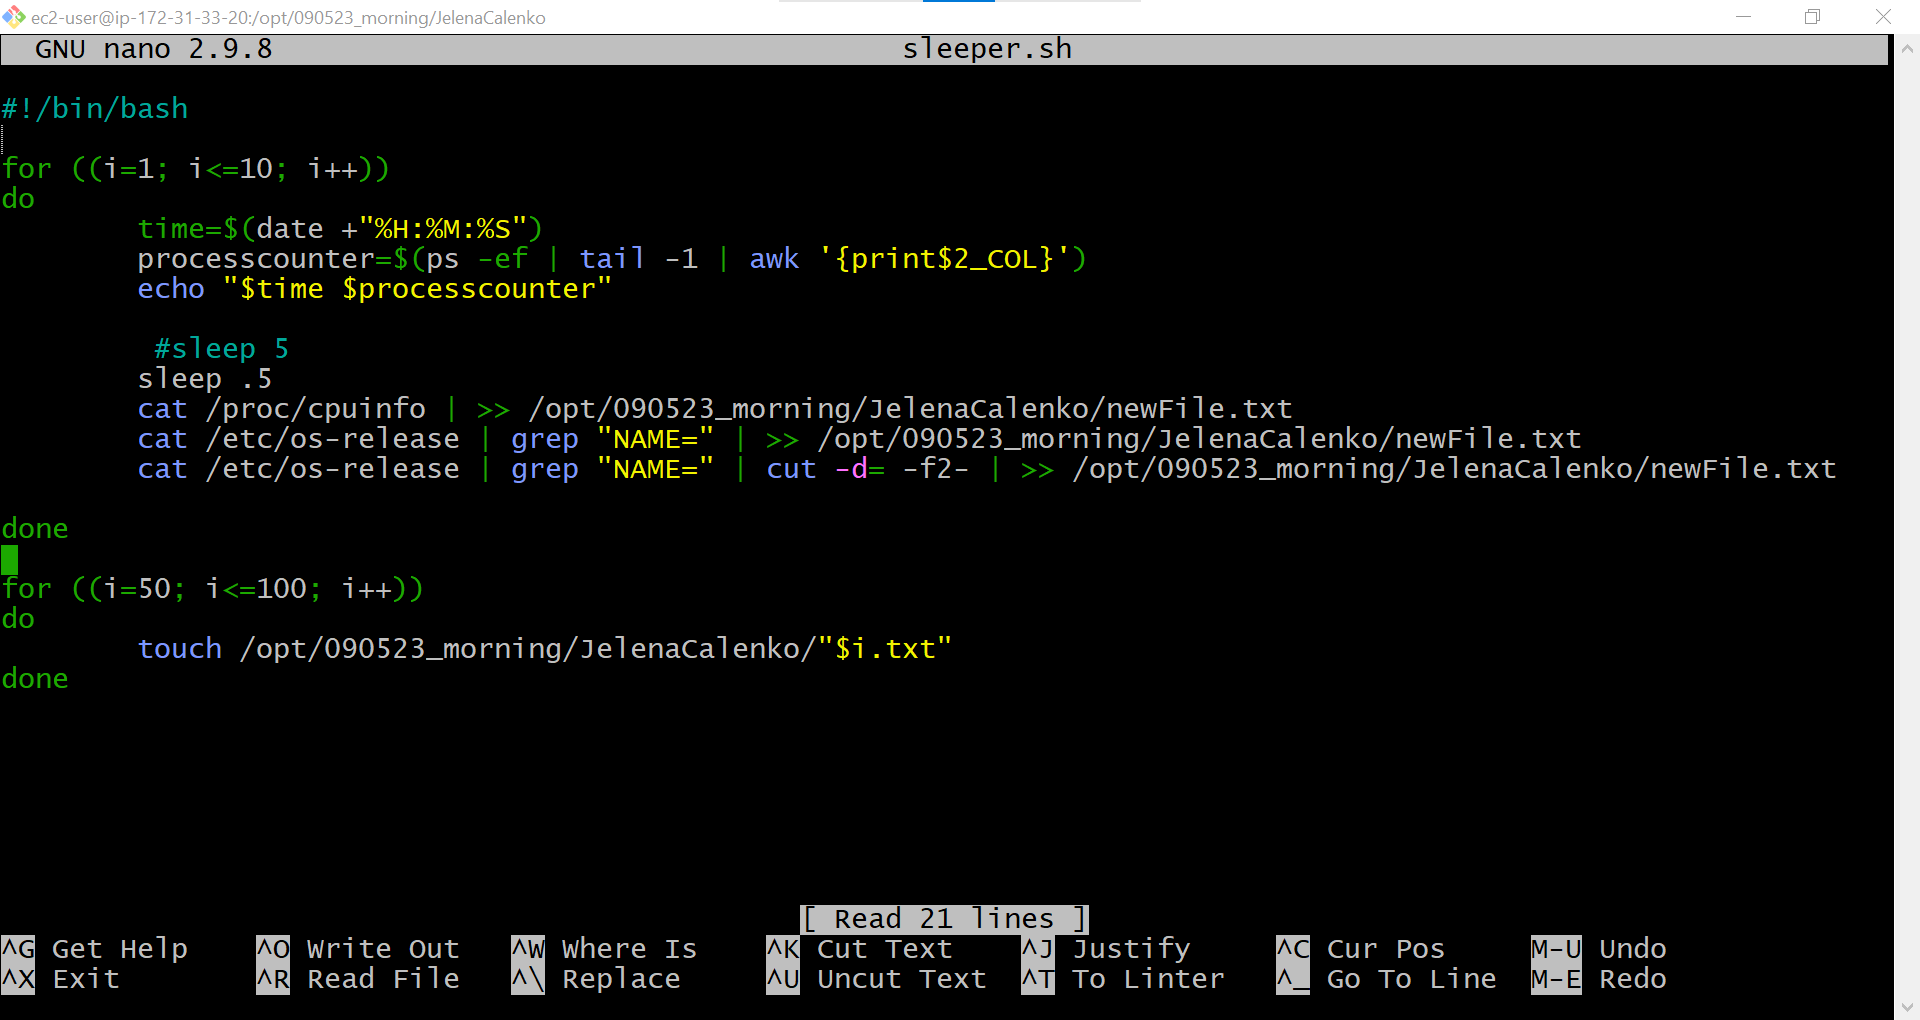 ec2-user@ip-172-31-33-20:/opt/090523_morning/JelenaCalenko
GNU nano 2.9.8 sleeper.sh
#!/bin/bash
for ((i=1; i<=10; i++))
do
time=$(date +"%H:%M:%S")
processcounter=$(ps -ef | tail -1 | awk '{print$2_COL}')
echo "$time $processcounter"
#sleep 5
sleep .5
cat /proc/cpuinfo | >> /opt/090523_morning/JelenaCalenko/newFile.txt
cat /etc/os-release | grep "NAME=" | >> /opt/090523_morning/JelenaCalenko/newFile.txt
cat /etc/os-release | grep "NAME=" | cut -d= -f2- | >> /opt/090523_morning/JelenaCalenko/newFile.txt
done
for ((i=50; i<=100; i++))
do
touch /opt/090523_morning/JelenaCalenko/"$i.txt"
done
[ Read 21 lines ]
^G Get Help ^O Write Out ^W Where Is ^K Cut Text ^J Justify ^C Cur Pos M-U Undo
^X Exit ^R Read File ^\ Replace ^U Uncut Text ^T To Linter ^_ Go To Line M-E Redo